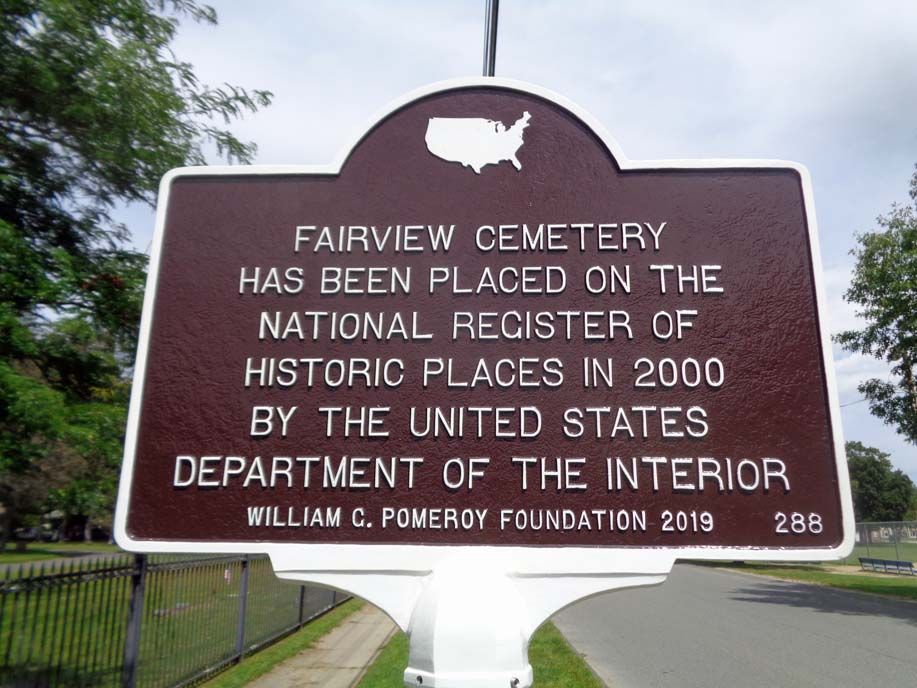 FAIRVIEW CEMETERY
HAS BEEN PLACED ON THE
NATIONAL REGISTER OF
HISTORIC PLACES IN 2000
BY THE UNITED STATES
DEPARTMENT OF THE INTERIOR
WILLIAM G. POMEROY FOUNDATION 2019 288